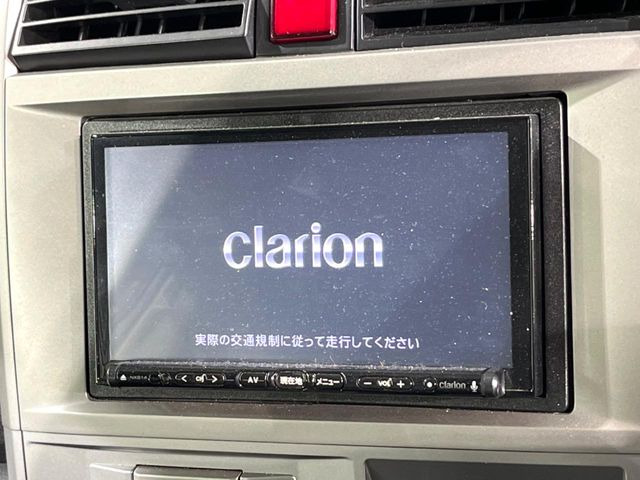 clarion
実際の交通規制に従って走行してください
CH AV 現在地 メニュー − VOL + clarion